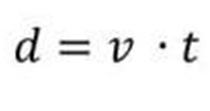 d = v · t